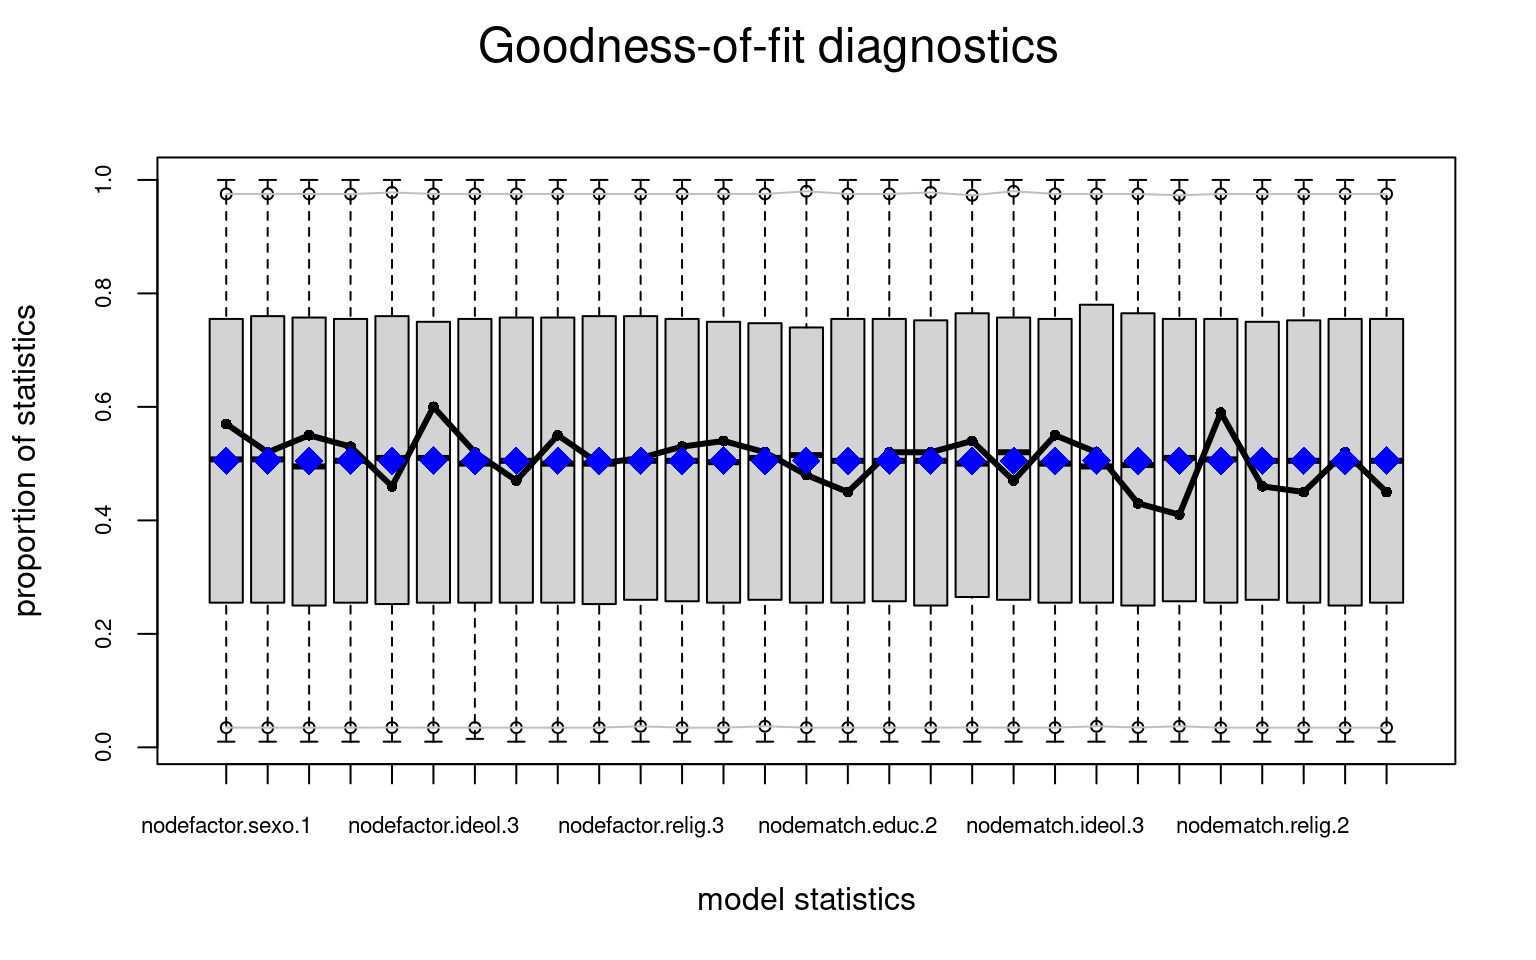 Goodness-of-fit diagnostics
proportion of statistics
1.0
0.8
0.6
0.4
0.2
0.0
nodefactor.sexo.1 nodefactor.ideol.3 nodefactor.relig.3 nodematch.educ.2 nodematch.ideol.3 nodematch.relig.2
model statistics